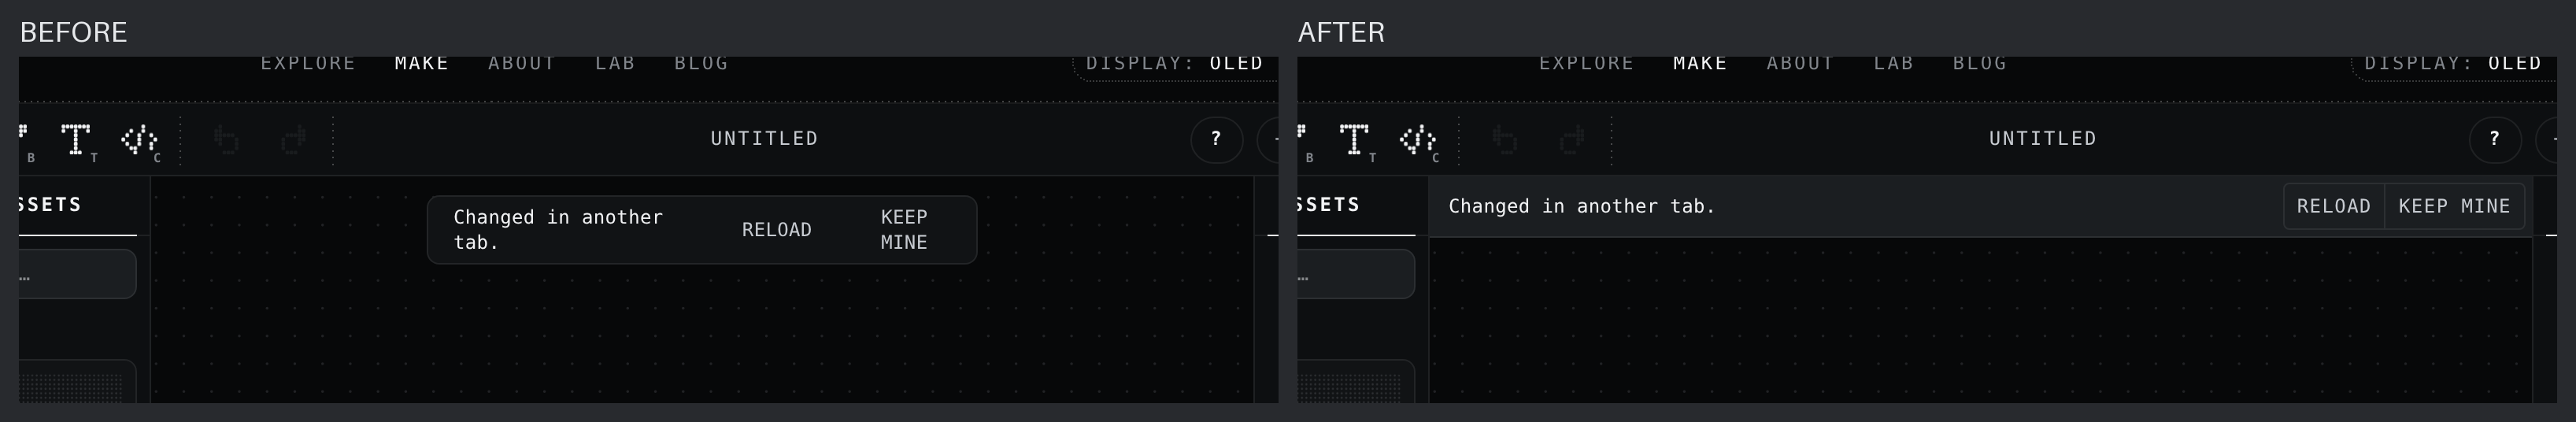 BEFORE
EXPLORE MAKE ABOUT LAB BLOG DISPLAY: OLED
B T C UNTITLED ?
SSETS
Changed in another
tab.
RELOAD
KEEP
MINE
…
AFTER
EXPLORE MAKE ABOUT LAB BLOG DISPLAY: OLED
B T C UNTITLED ?
SSETS
Changed in another tab. RELOAD KEEP MINE
…